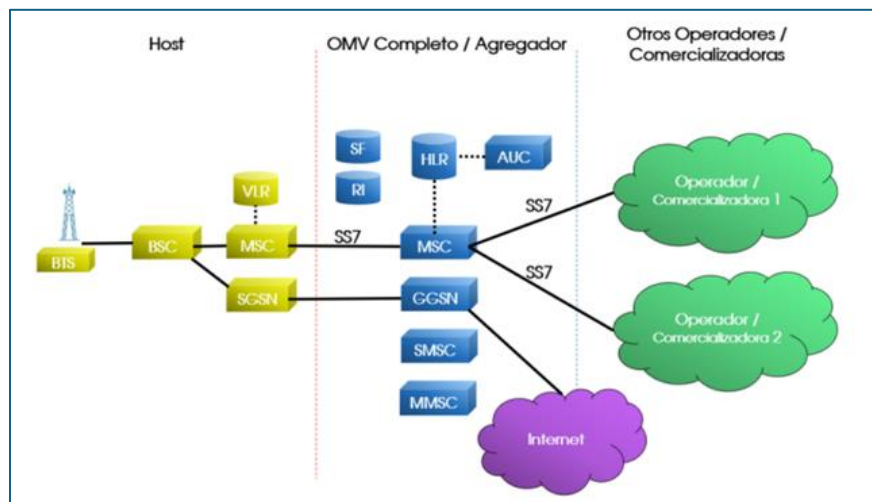 Host
OMV Completo / Agregador
Otros Operadores /
Comercializadoras
SF
RI
HLR
AUC
VLR
BTS
BSC
MSC
SS7
MSC
SS7
SS7
SGSN
GGSN
SMSC
MMSC
Operador /
Comercializadora 1
Operador /
Comercializadora 2
Internet